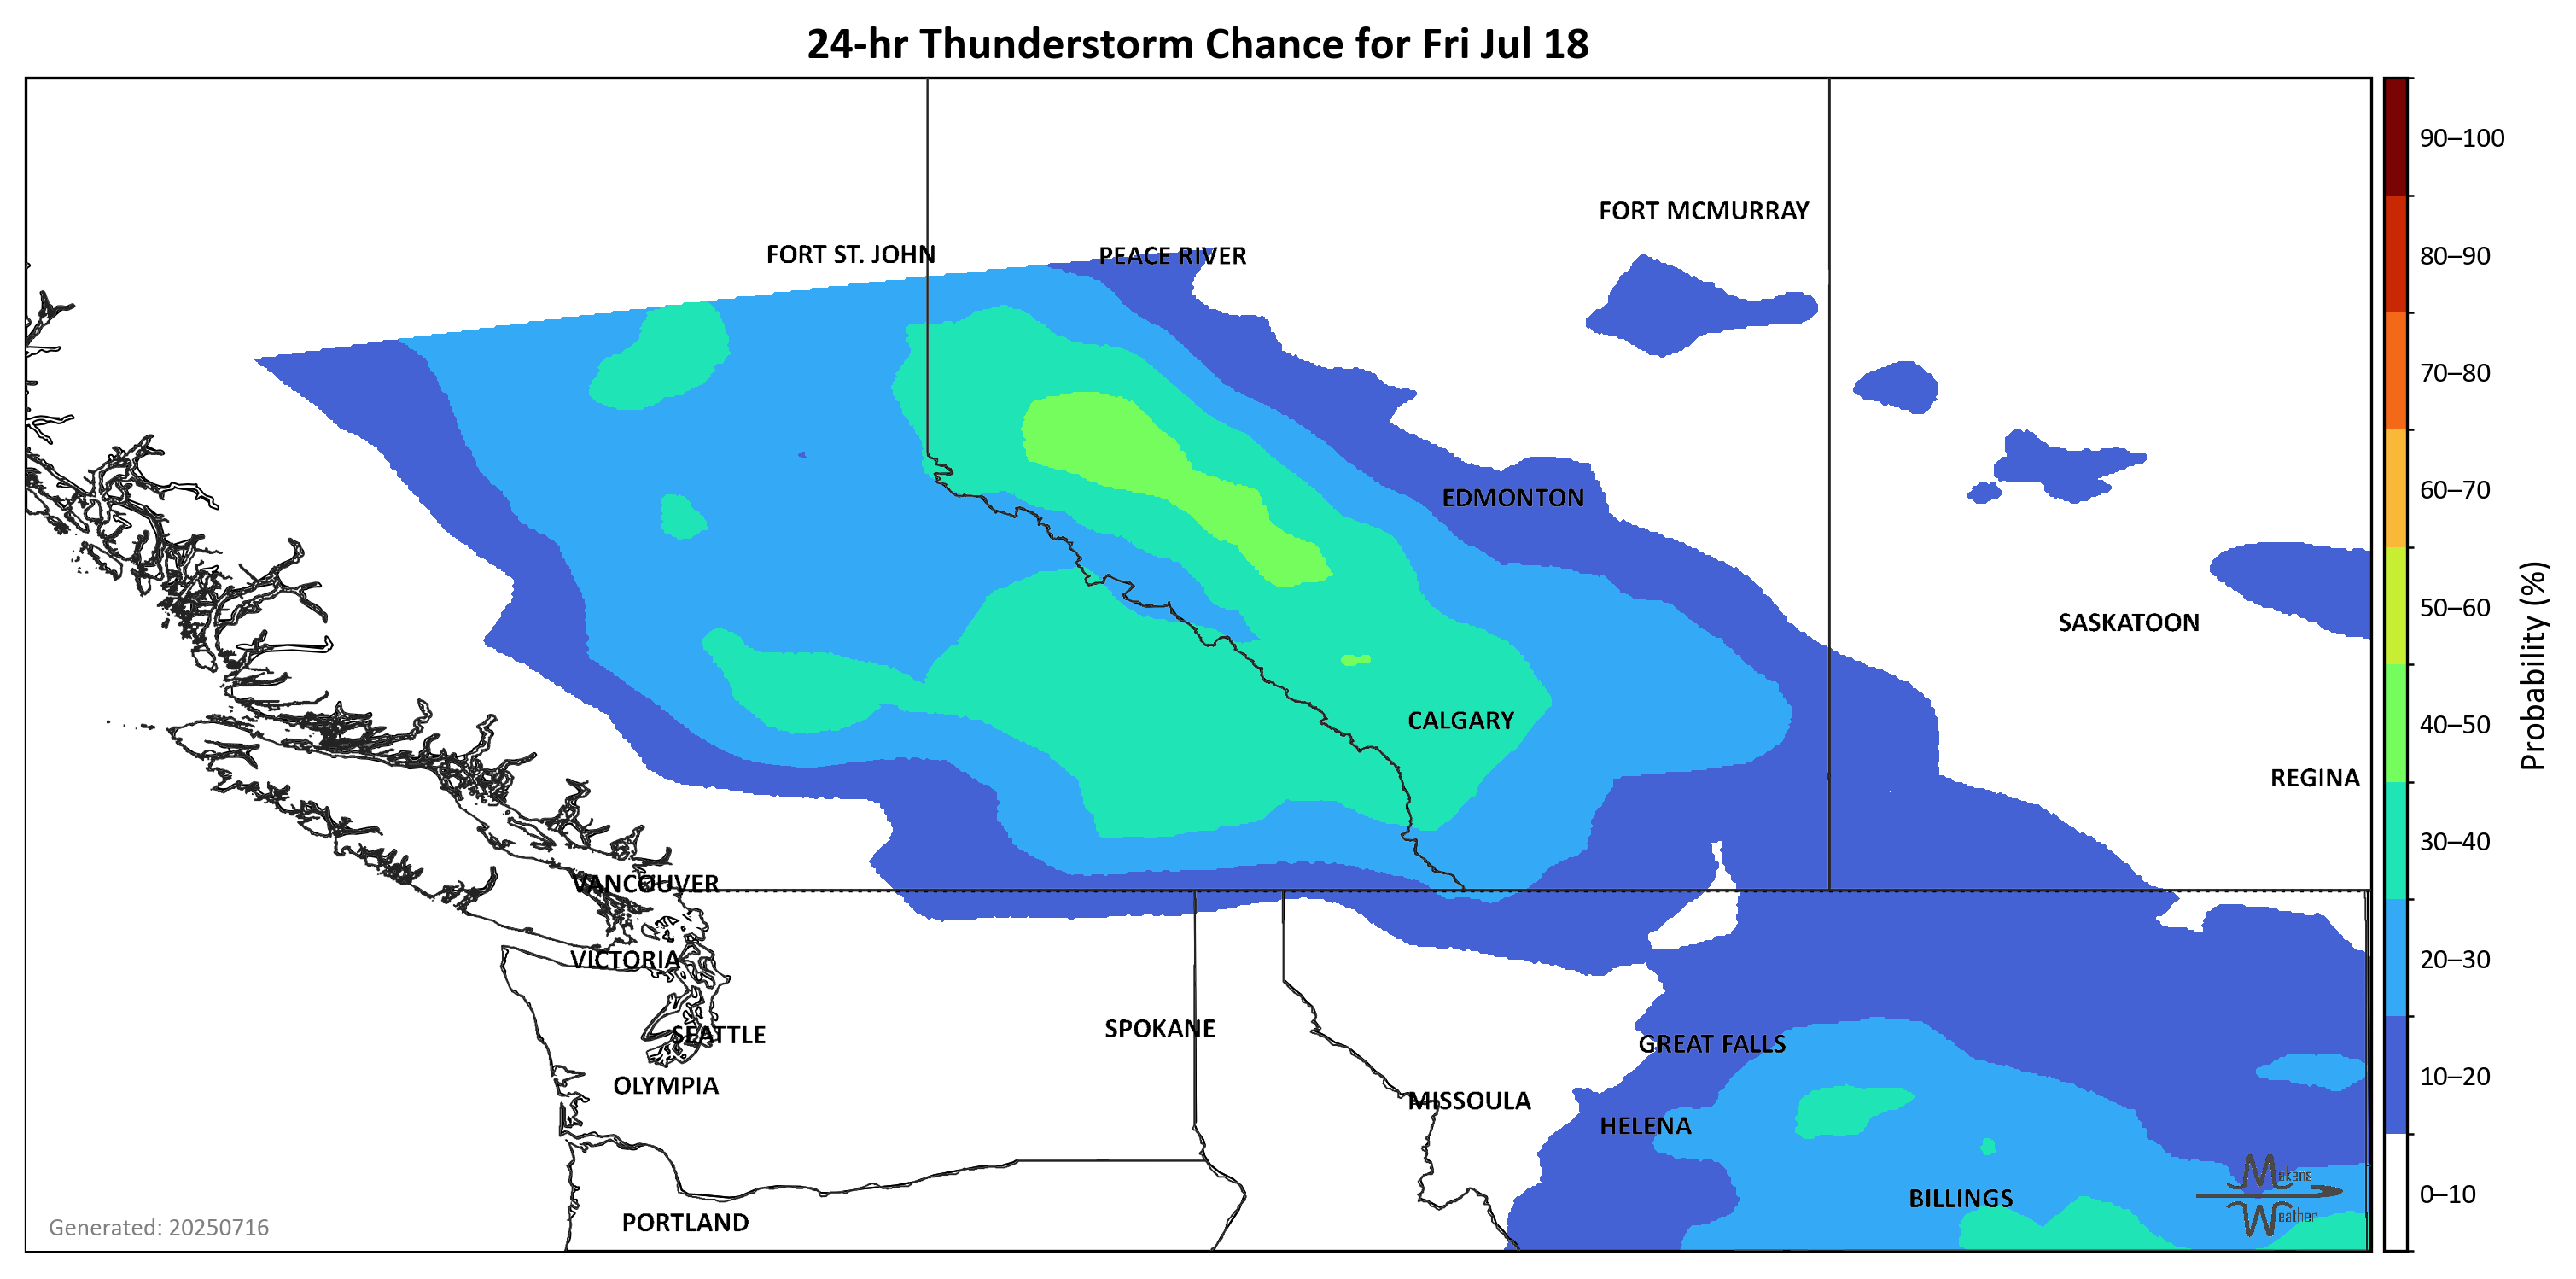 24-hr Thunderstorm Chance for Fri Jul 18
90–100
FORT MCMURRAY
FORT ST. JOHN
PEACE RIVER
80–90
70–80
EDMONTON
60–70
50–60
SASKATOON
Probability (%)
CALGARY
40–50
REGINA
30–40
VANCOUVER
VICTORIA
20–30
SPOKANE
SEATTLE
GREAT FALLS
OLYMPIA
10–20
MISSOULA
HELENA
Makens
Weather
0–10
BILLINGS
PORTLAND
Generated: 20250716